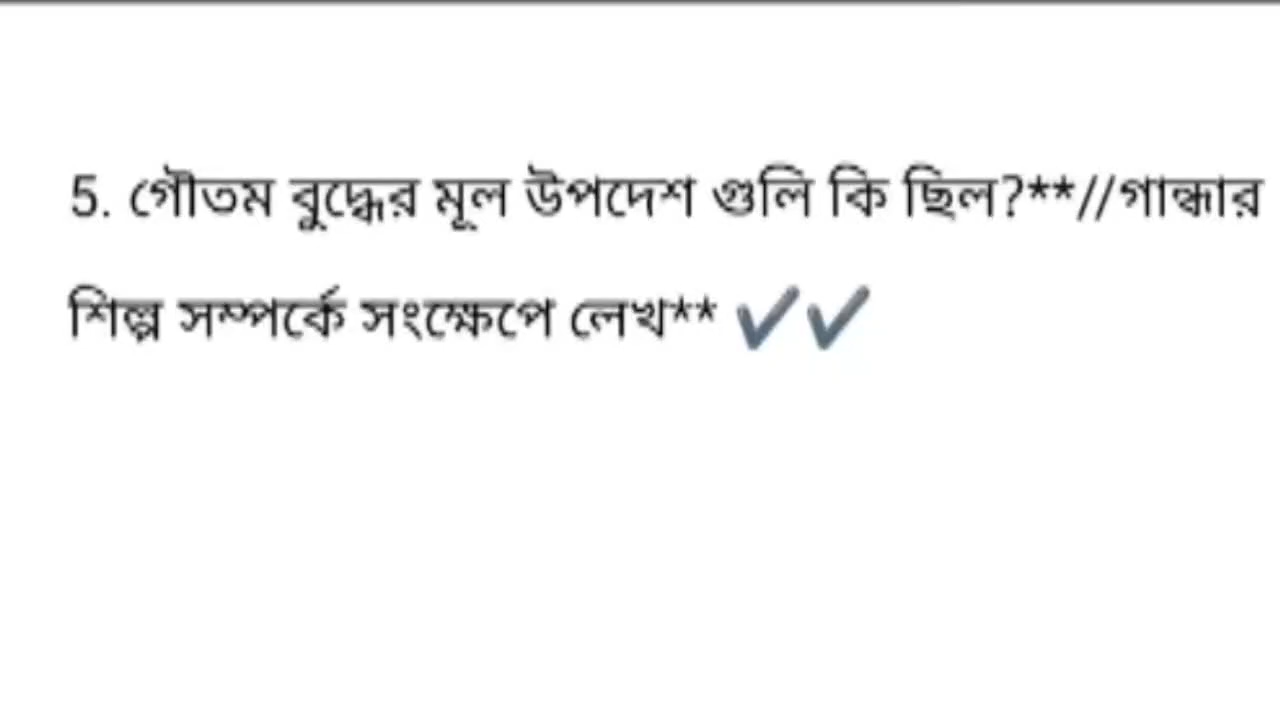 5. গৌতম বুদ্ধের মূল উপদেশ গুলি কি ছিল?**//গান্ধার
শিল্প সম্পর্কে সংক্ষেপে লেখ** ✔✔